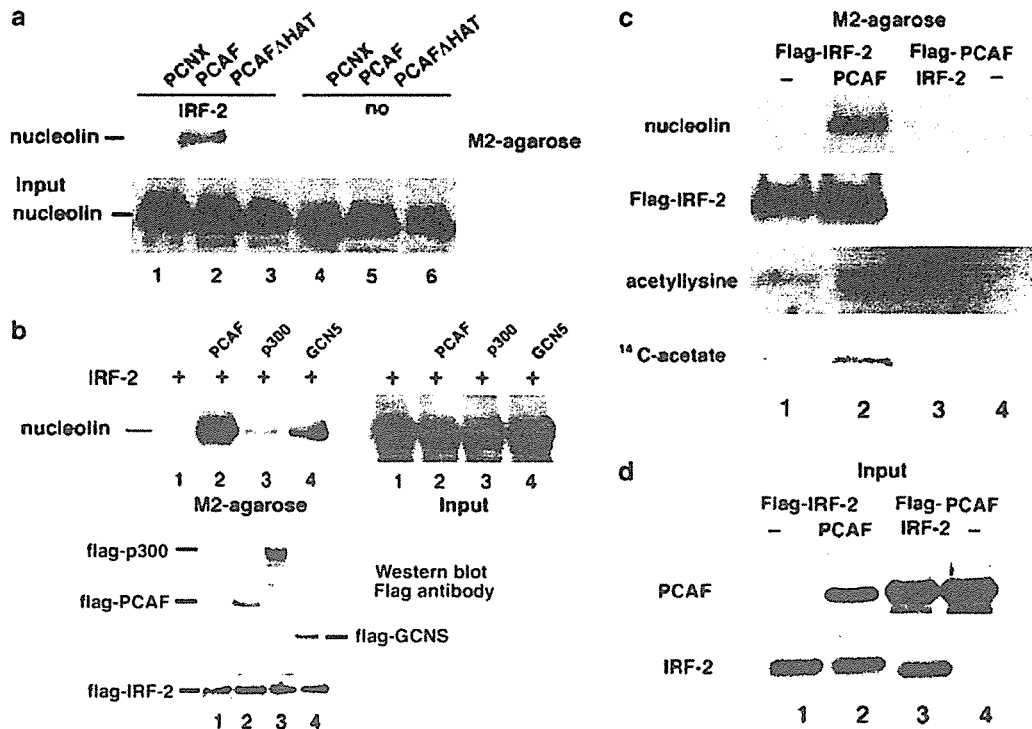 a
PCNX PCAF PCAFΔHAT PCNX PCAF PCAFΔHAT
IRF-2 no
nucleolin
M2-agarose
Input
nucleolin
1 2 3 4 5 6
b
PCAF p300 GCN5 PCAF p300 GCN5
IRF-2 + + + + + + + +
nucleolin
1 2 3 4 1 2 3 4
M2-agarose Input
flag-p300
Western blot
Flag antibody
flag-PCAF
flag-GCNS
flag-IRF-2
1 2 3 4
c
M2-agarose
Flag-IRF-2 Flag-PCAF
– PCAF IRF-2 –
nucleolin
Flag-IRF-2
acetyllysine
14 C-acetate
1 2 3 4
d
Input
Flag-IRF-2 Flag-PCAF
– PCAF IRF-2 –
PCAF
IRF-2
1 2 3 4